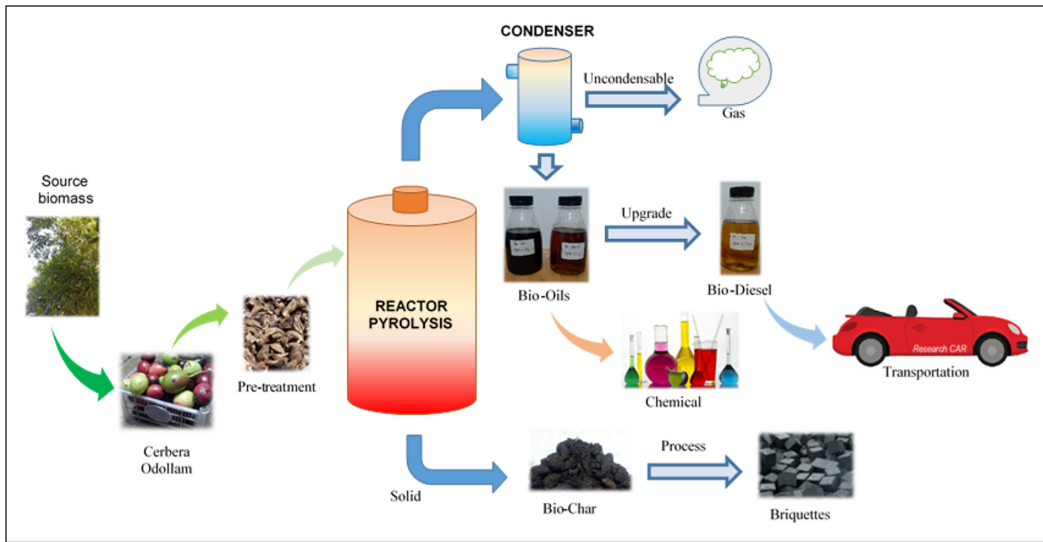 CONDENSER
Uncondensable
Gas
Source
biomass
Upgrade
Bio-Oils
Bio-Diesel
REACTOR
PYROLYSIS
Pre-treatment
Research CAR
Transportation
Chemical
Cerbera
Odollam
Process
Solid
Bio-Char
Briquettes